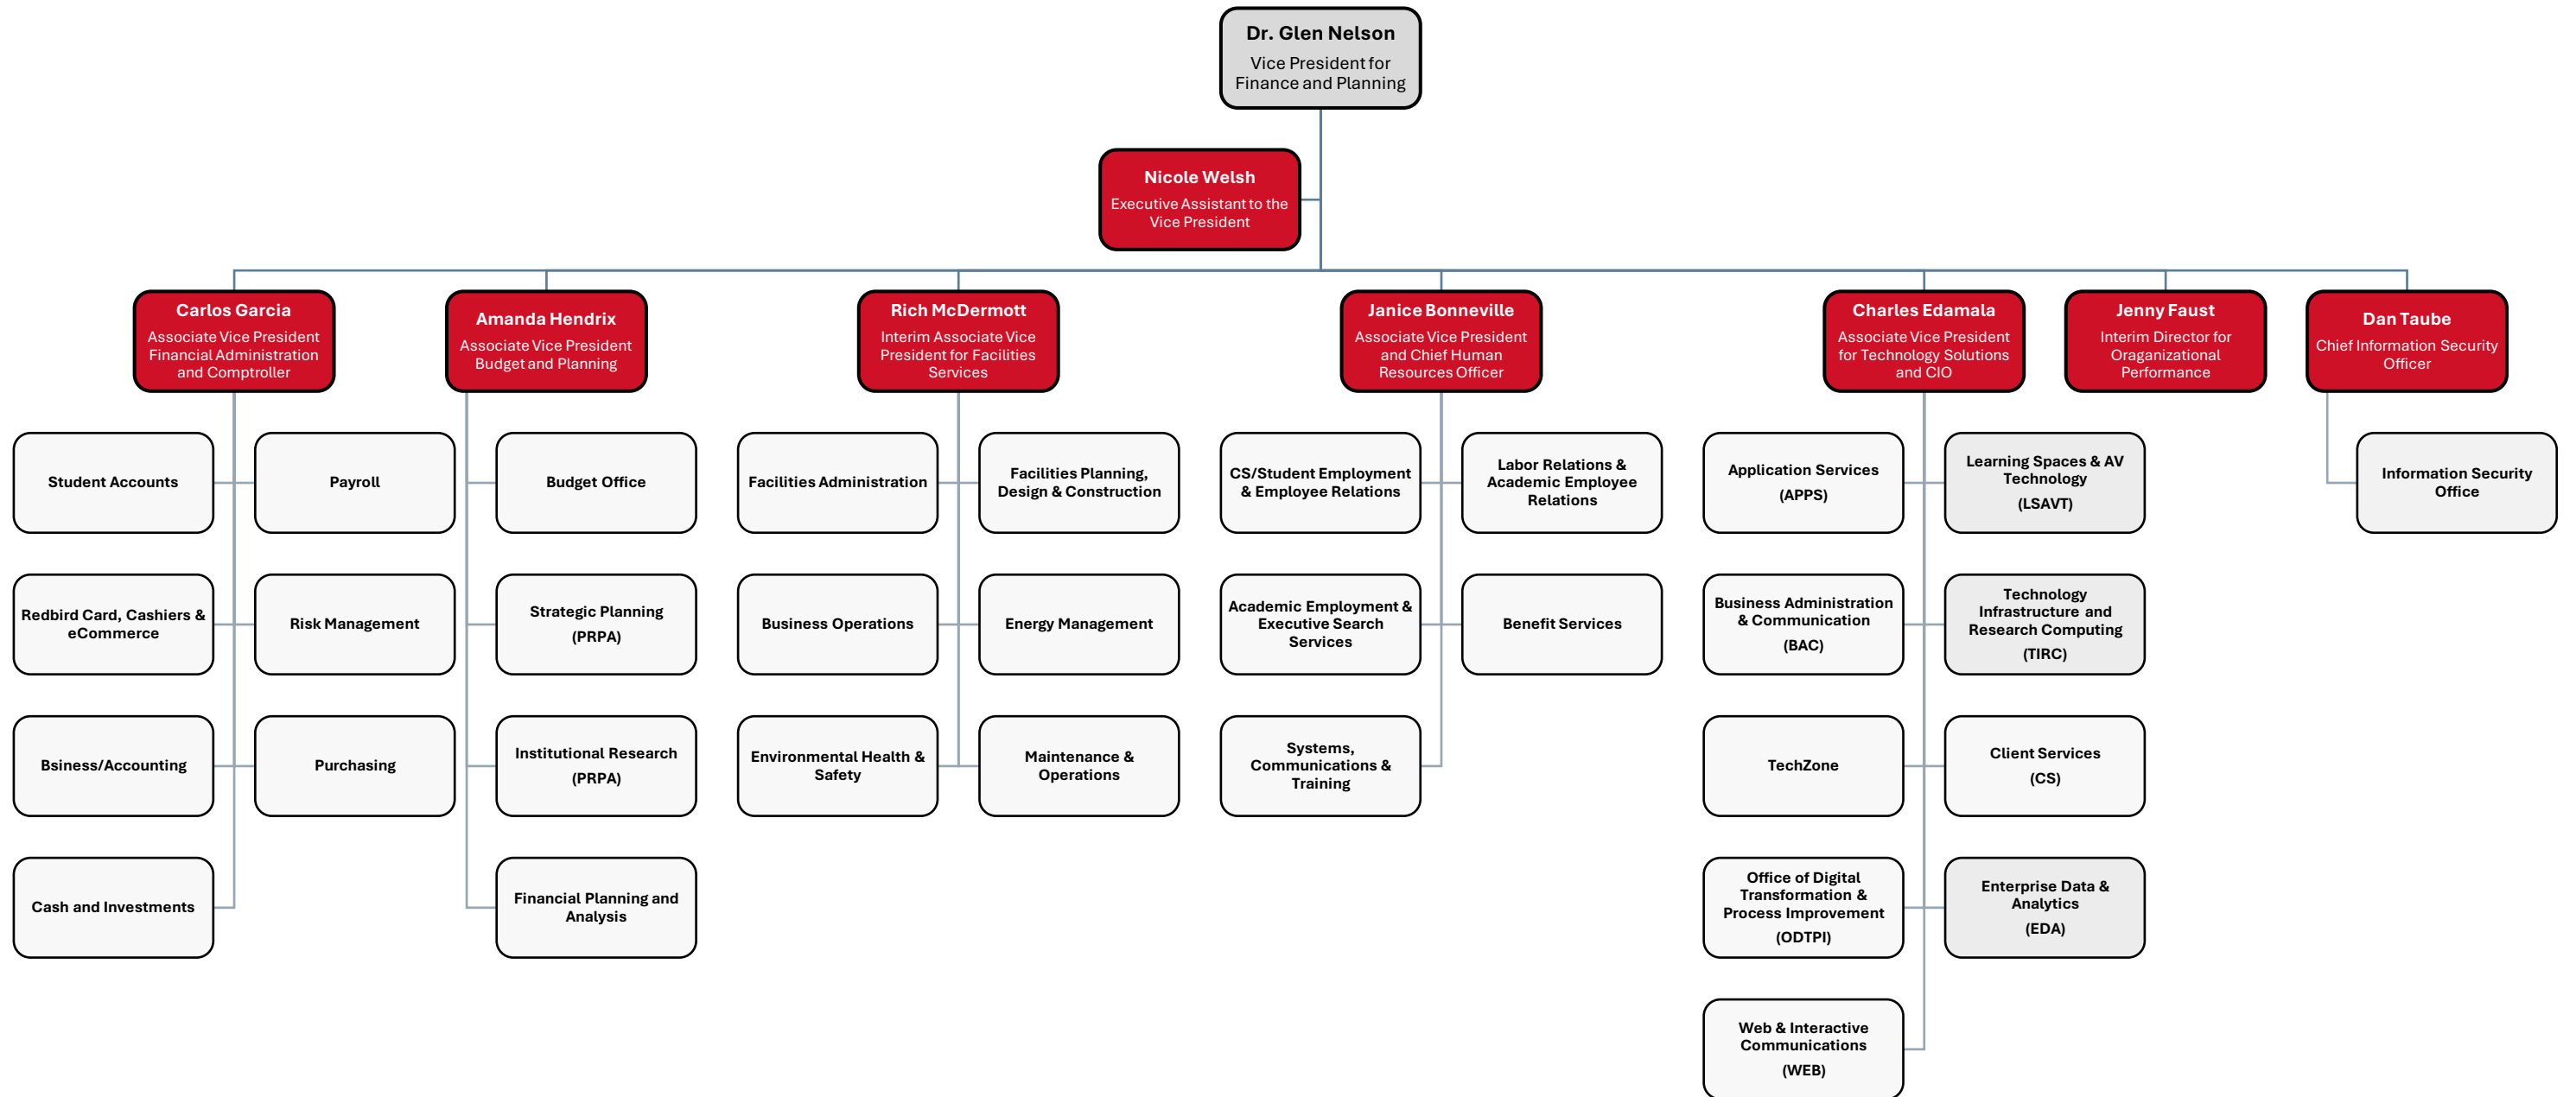 Dr. Glen Nelson
Vice President for
Finance and Planning
Nicole Welsh
Executive Assistant to the
Vice President
Carlos Garcia
Associate Vice President
Financial Administration
and Comptroller
Amanda Hendrix
Associate Vice President
Budget and Planning
Rich McDermott
Interim Associate Vice
President for Facilities
Services
Janice Bonneville
Associate Vice President
and Chief Human
Resources Officer
Charles Edamala
Associate Vice President
for Technology Solutions
and CIO
Jenny Faust
Interim Director for
Oraganizational
Performance
Dan Taube
Chief Information Security
Officer
Student Accounts
Payroll
Budget Office
Facilities Administration
Facilities Planning,
Design & Construction
CS/Student Employment
& Employee Relations
Labor Relations &
Academic Employee
Relations
Application Services
(APPS)
Learning Spaces & AV
Technology
(LSAVT)
Information Security
Office
Redbird Card, Cashiers &
eCommerce
Risk Management
Strategic Planning
(PRPA)
Business Operations
Energy Management
Academic Employment &
Executive Search
Services
Benefit Services
Business Administration
& Communication
(BAC)
Technology
Infrastructure and
Research Computing
(TIRC)
Bsiness/Accounting
Purchasing
Institutional Research
(PRPA)
Environmental Health &
Safety
Maintenance &
Operations
Systems,
Communications &
Training
TechZone
Client Services
(CS)
Cash and Investments
Financial Planning and
Analysis
Office of Digital
Transformation &
Process Improvement
(ODTPI)
Enterprise Data &
Analytics
(EDA)
Web & Interactive
Communications
(WEB)